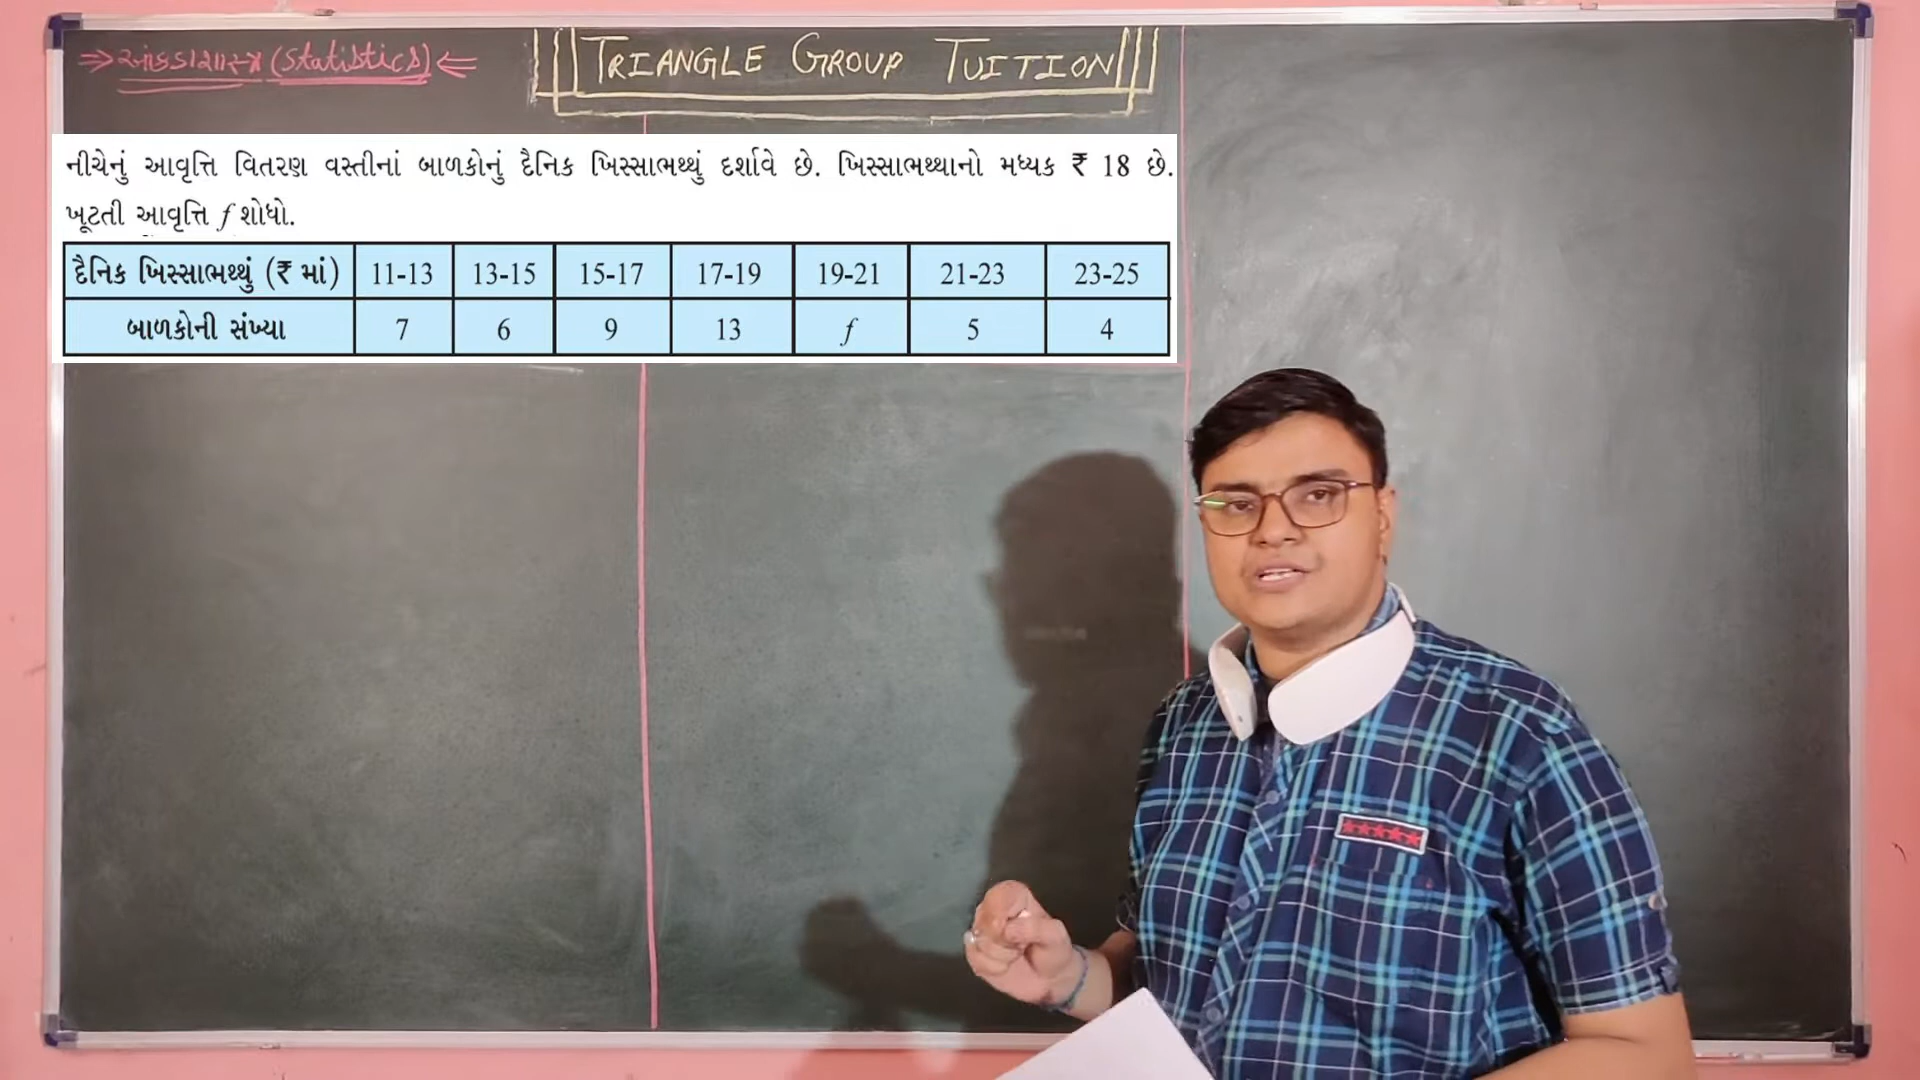 ⇒ આંકડાશાસ્ત્ર (Statistics) ⇐
TRIANGLE GROUP TUITION
નીચેનું આવૃત્તિ વિતરણ વસ્તીનાં બાળકોનું દૈનિક ખિસ્સાભથ્થું દર્શાવે છે. ખિસ્સાભથ્થાનો મધ્યક ₹ 18 છે.
ખૂટતી આવૃત્તિ f શોધો.
દૈનિક ખિસ્સાભથ્થું (₹ માં) 11-13 13-15 15-17 17-19 19-21 21-23 23-25
બાળકોની સંખ્યા 7 6 9 13 f 5 4